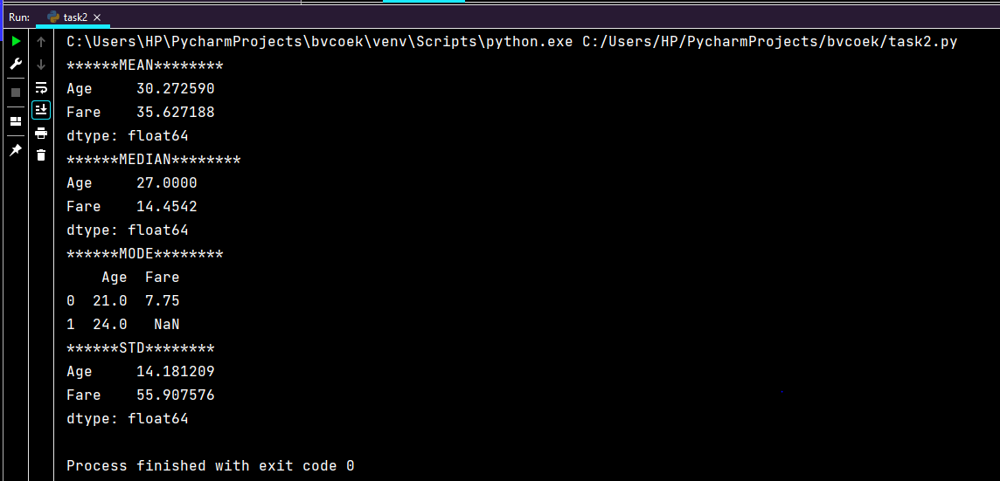 Run: task2
C:\Users\HP\PycharmProjects\bvcoek\venv\Scripts\python.exe C:/Users/HP/PycharmProjects/bvcoek/task2.py
******MEAN********
Age     30.272590
Fare    35.627188
dtype: float64
******MEDIAN********
Age     27.0000
Fare    14.4542
dtype: float64
******MODE********
    Age  Fare
0  21.0  7.75
1  24.0   NaN
******STD********
Age     14.181209
Fare    55.907576
dtype: float64
Process finished with exit code 0